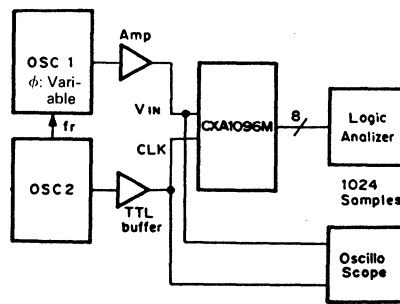 Amp
OSC 1
φ: Vari-
able
fr
OSC2
TTL
buffer
VIN
CLK
CXA1096M
8
Logic
Analizer
1024
Samples
Oscillo
Scope